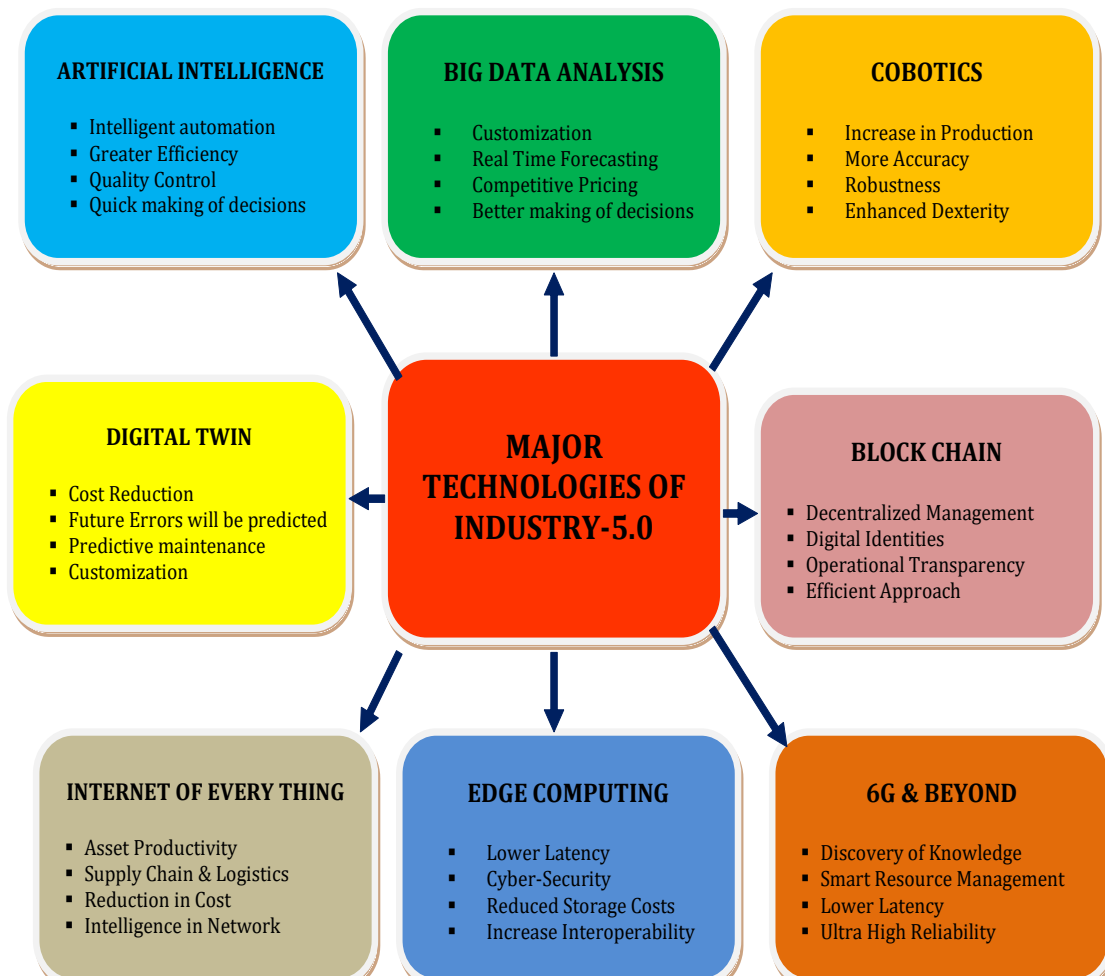 ARTIFICIAL INTELLIGENCE
▪ Intelligent automation
▪ Greater Efficiency
▪ Quality Control
▪ Quick making of decisions
BIG DATA ANALYSIS
▪ Customization
▪ Real Time Forecasting
▪ Competitive Pricing
▪ Better making of decisions
COBOTICS
▪ Increase in Production
▪ More Accuracy
▪ Robustness
▪ Enhanced Dexterity
DIGITAL TWIN
▪ Cost Reduction
▪ Future Errors will be predicted
▪ Predictive maintenance
▪ Customization
MAJOR
TECHNOLOGIES OF
INDUSTRY-5.0
BLOCK CHAIN
▪ Decentralized Management
▪ Digital Identities
▪ Operational Transparency
▪ Efficient Approach
INTERNET OF EVERY THING
▪ Asset Productivity
▪ Supply Chain & Logistics
▪ Reduction in Cost
▪ Intelligence in Network
EDGE COMPUTING
▪ Lower Latency
▪ Cyber-Security
▪ Reduced Storage Costs
▪ Increase Interoperability
6G & BEYOND
▪ Discovery of Knowledge
▪ Smart Resource Management
▪ Lower Latency
▪ Ultra High Reliability